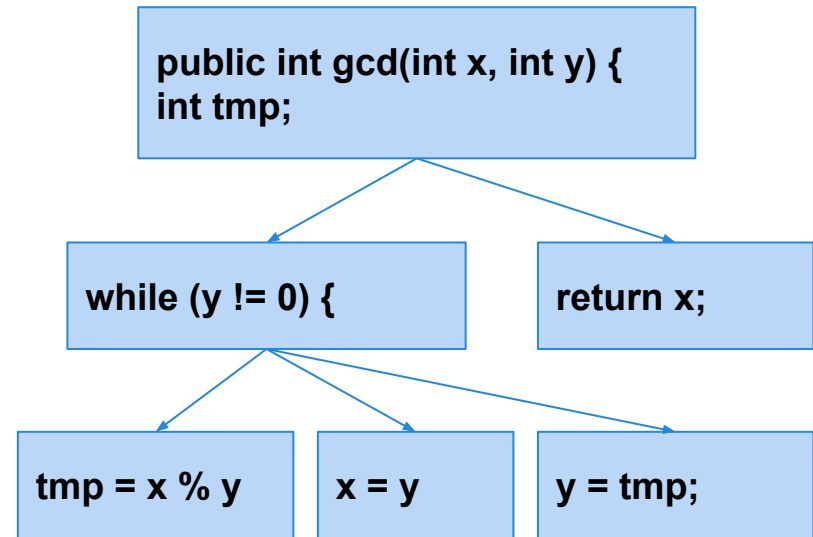 public int gcd(int x, int y) {
int tmp;
while (y != 0) {
return x;
tmp = x % y
x = y
y = tmp;